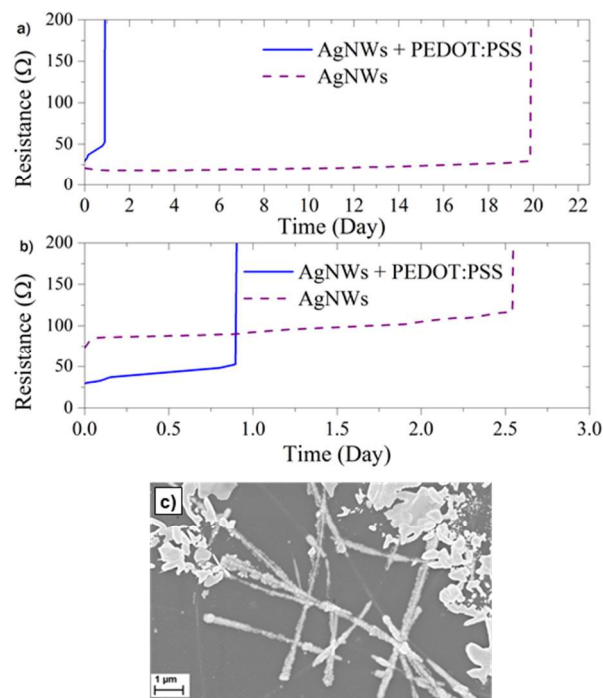 a)
200
150
100
50
0
Resistance (Ω)
AgNWs + PEDOT:PSS
AgNWs
0 2 4 6 8 10 12 14 16 18 20 22
Time (Day)
b)
200
150
100
50
0
Resistance (Ω)
AgNWs + PEDOT:PSS
AgNWs
0.0 0.5 1.0 1.5 2.0 2.5 3.0
Time (Day)
c)
1 µm